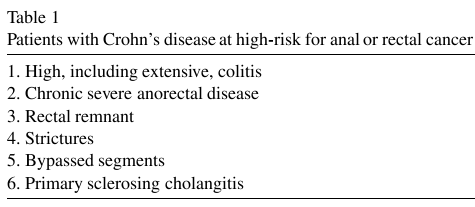 Table 1
Patients with Crohn's disease at high-risk for anal or rectal cancer
1. High, including extensive, colitis
2. Chronic severe anorectal disease
3. Rectal remnant
4. Strictures
5. Bypassed segments
6. Primary sclerosing cholangitis